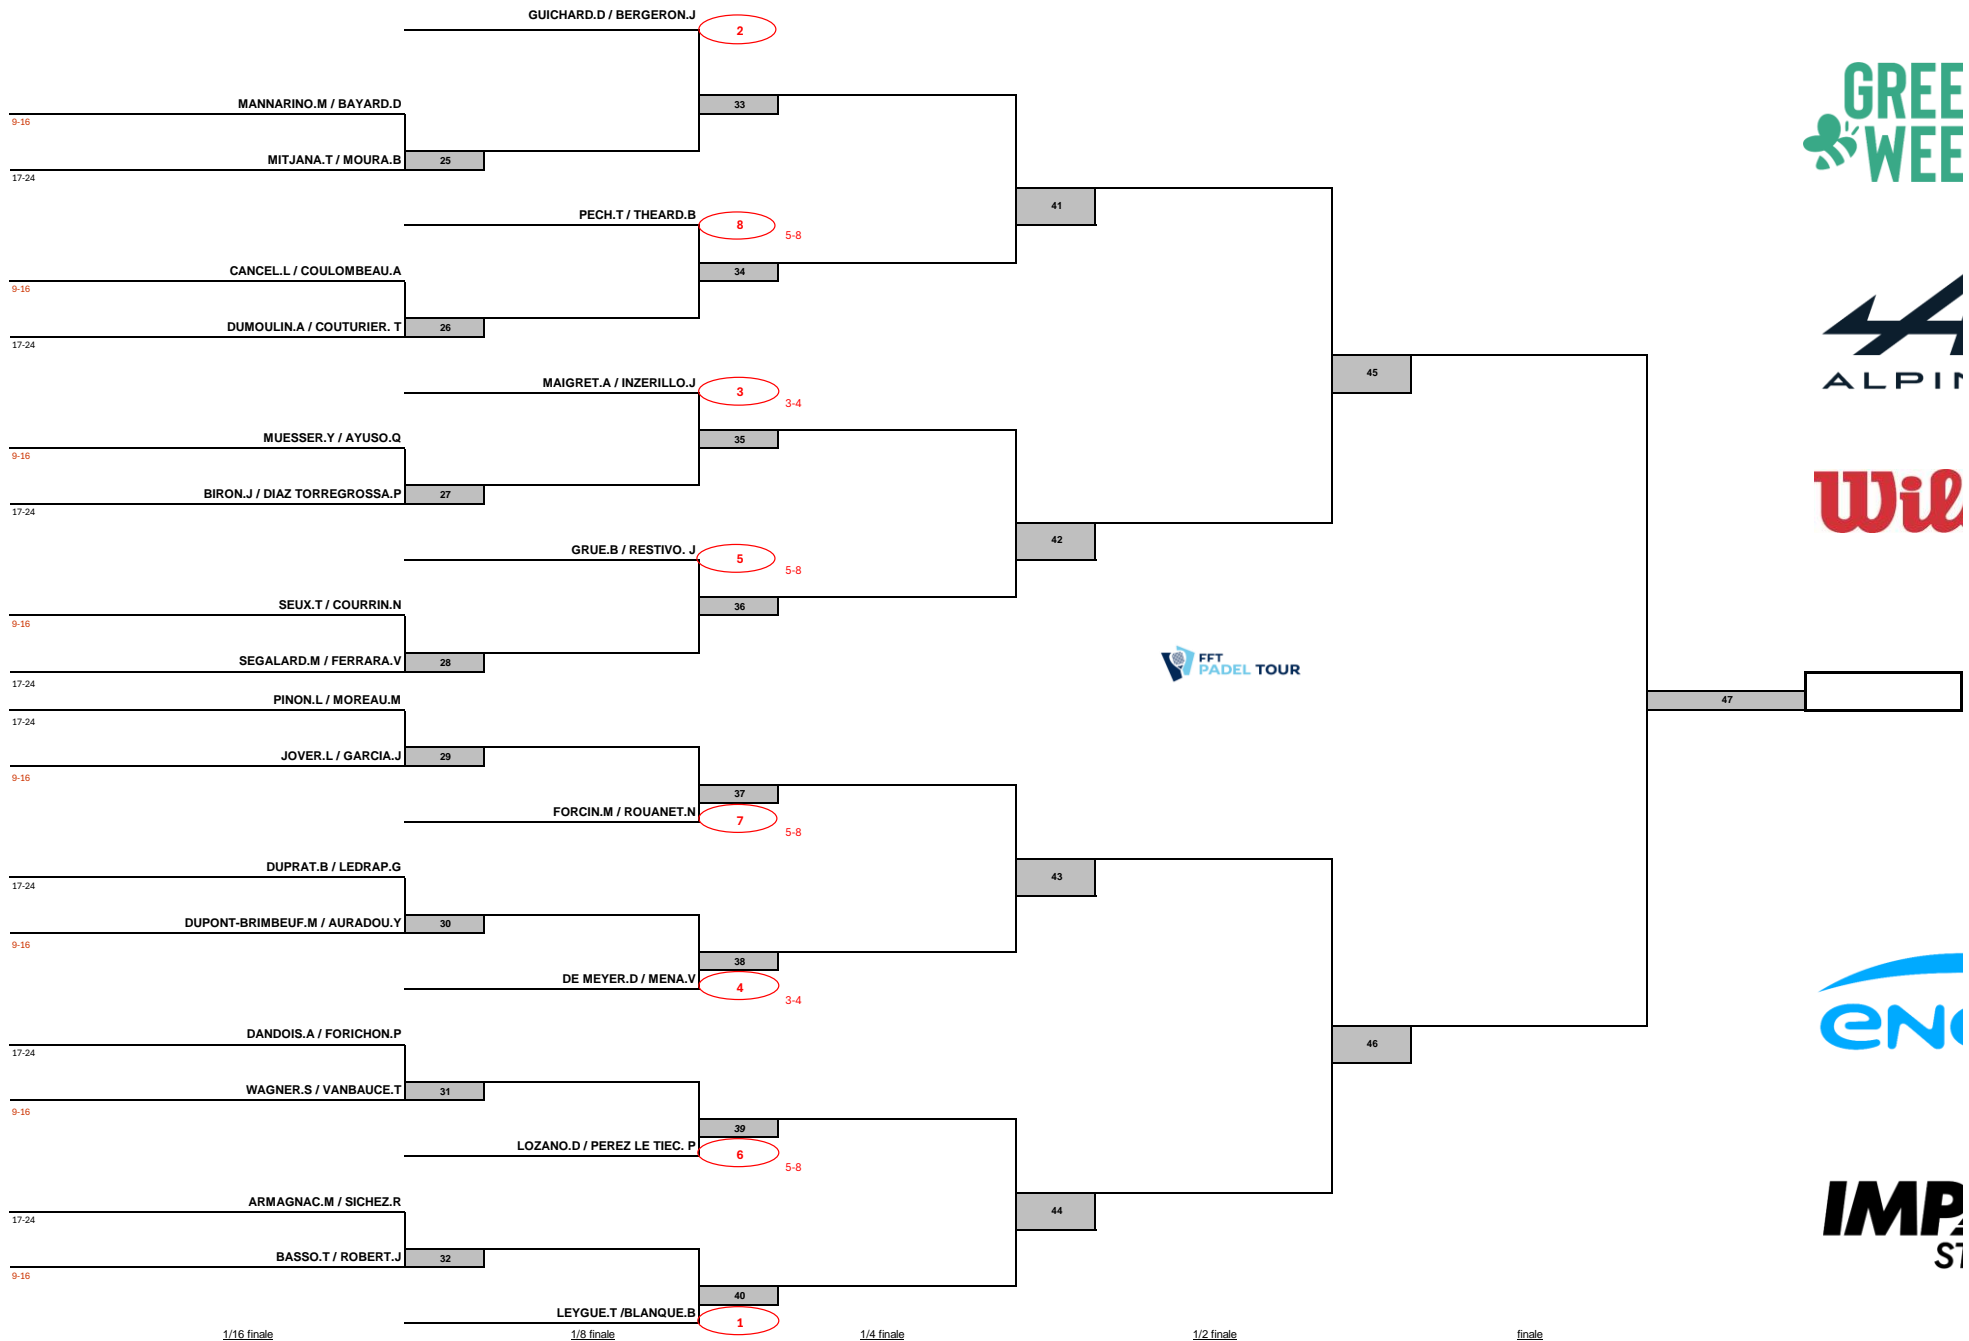 GUICHARD.D / BERGERON.J
2
MANNARINO.M / BAYARD.D
33
9-16
MITJANA.T / MOURA.B
25
17-24
PECH.T / THEARD.B
8
5-8
41
CANCEL.L / COULOMBEAU.A
34
9-16
DUMOULIN.A / COUTURIER. T
26
17-24
MAIGRET.A / INZERILLO.J
3
3-4
45
MUESSER.Y / AYUSO.Q
35
9-16
BIRON.J / DIAZ TORREGROSSA.P
27
17-24
GRUE.B / RESTIVO. J
5
5-8
42
SEUX.T / COURRIN.N
36
9-16
SEGALARD.M / FERRARA.V
28
17-24
FFT
PADEL TOUR
PINON.L / MOREAU.M
47
17-24
JOVER.L / GARCIA.J
29
9-16
37
FORCIN.M / ROUANET.N
7
5-8
DUPRAT.B / LEDRAP.G
43
17-24
DUPONT-BRIMBEUF.M / AURADOU.Y
30
9-16
38
DE MEYER.D / MENA.V
4
3-4
DANDOIS.A / FORICHON.P
46
17-24
WAGNER.S / VANBAUCE.T
31
9-16
39
LOZANO.D / PEREZ LE TIEC. P
6
5-8
ARMAGNAC.M / SICHEZ.R
44
17-24
BASSO.T / ROBERT.J
32
9-16
40
LEYGUE.T /BLANQUE.B
1
1/16 finale
1/8 finale
1/4 finale
1/2 finale
finale
GREE
WEE
ALPIN
Wil
IMPA
ST